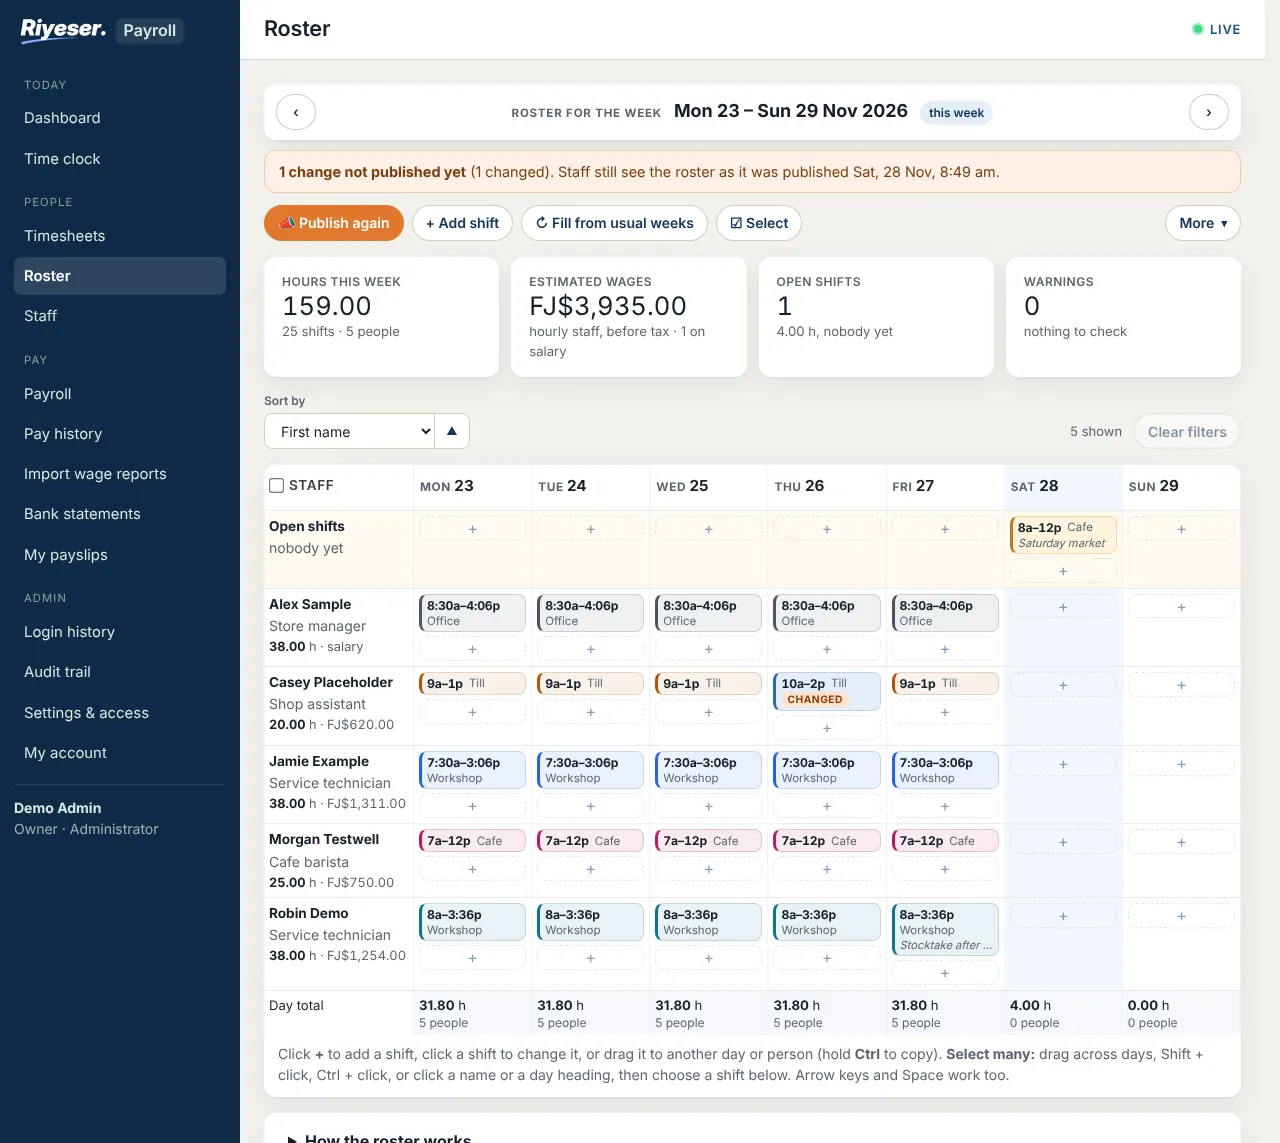 Riyeser. Payroll
TODAY
Dashboard
Time clock
PEOPLE
Timesheets
Roster
Staff
PAY
Payroll
Pay history
Import wage reports
Bank statements
My payslips
ADMIN
Login history
Audit trail
Settings & access
My account
Demo Admin
Owner · Administrator
Roster
LIVE
‹ ROSTER FOR THE WEEK Mon 23 – Sun 29 Nov 2026 this week ›
1 change not published yet (1 changed). Staff still see the roster as it was published Sat, 28 Nov, 8:49 am.
📣 Publish again + Add shift ↻ Fill from usual weeks ☑ Select More ▾
HOURS THIS WEEK
159.00
25 shifts · 5 people
ESTIMATED WAGES
FJ$3,935.00
hourly staff, before tax · 1 on
salary
OPEN SHIFTS
1
4.00 h, nobody yet
WARNINGS
0
nothing to check
Sort by
First name ▲ 5 shown Clear filters
STAFF MON 23 TUE 24 WED 25 THU 26 FRI 27 SAT 28 SUN 29
Open shifts
nobody yet
+ + + + + +
8a–12p Cafe
Saturday market
+
Alex Sample
Store manager
38.00 h · salary
8:30a–4:06p 8:30a–4:06p 8:30a–4:06p 8:30a–4:06p 8:30a–4:06p + +
Office Office Office Office Office
+ + + + +
Casey Placeholder
Shop assistant
20.00 h · FJ$620.00
9a–1p Till 9a–1p Till 9a–1p Till 10a–2p Till 9a–1p Till + +
CHANGED
+ + + + +
Jamie Example
Service technician
38.00 h · FJ$1,311.00
7:30a–3:06p 7:30a–3:06p 7:30a–3:06p 7:30a–3:06p 7:30a–3:06p + +
Workshop Workshop Workshop Workshop Workshop
+ + + + +
Morgan Testwell
Cafe barista
25.00 h · FJ$750.00
7a–12p Cafe 7a–12p Cafe 7a–12p Cafe 7a–12p Cafe 7a–12p Cafe + +
+ + + + +
Robin Demo
Service technician
38.00 h · FJ$1,254.00
8a–3:36p 8a–3:36p 8a–3:36p 8a–3:36p 8a–3:36p + +
Workshop Workshop Workshop Workshop Workshop
Stocktake after ...
+ + + + +
Day total 31.80 h 31.80 h 31.80 h 31.80 h 31.80 h 4.00 h 0.00 h
5 people 5 people 5 people 5 people 5 people 0 people 0 people
Click + to add a shift, click a shift to change it, or drag it to another day or person (hold Ctrl to copy). Select many: drag across days, Shift +
click, Ctrl + click, or click a name or a day heading, then choose a shift below. Arrow keys and Space work too.
▶ How the roster works